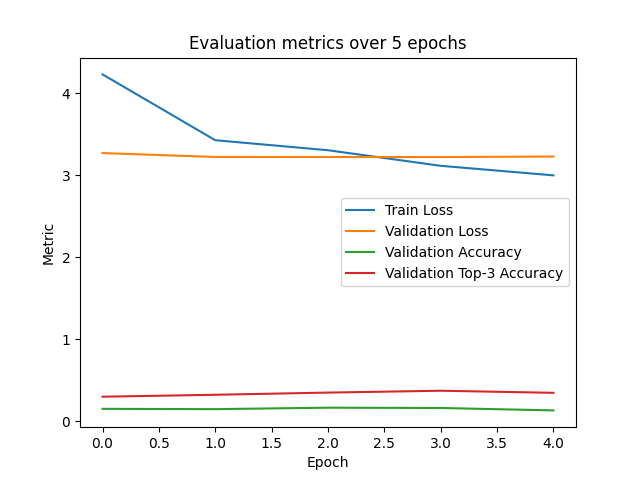 Evaluation metrics over 5 epochs
4
3
2
1
0
Metric
Train Loss
Validation Loss
Validation Accuracy
Validation Top-3 Accuracy
0.0 0.5 1.0 1.5 2.0 2.5 3.0 3.5 4.0
Epoch